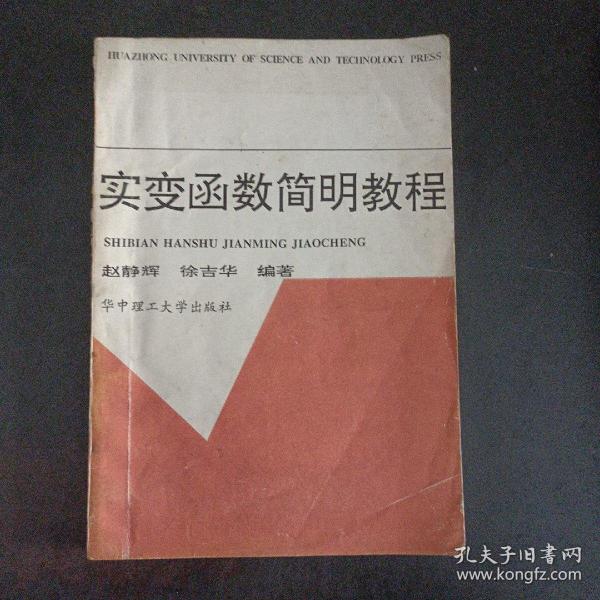 HUAZHONG UNIVERSITY OF SCIENCE AND TECHNOLOGY PRESS
实变函数简明教程
SHIBIAN HANSHU JIANMING JIAOCHENG
赵静辉 徐吉华 编著
华中理工大学出版社
孔夫子旧書网
www.kongfz.com